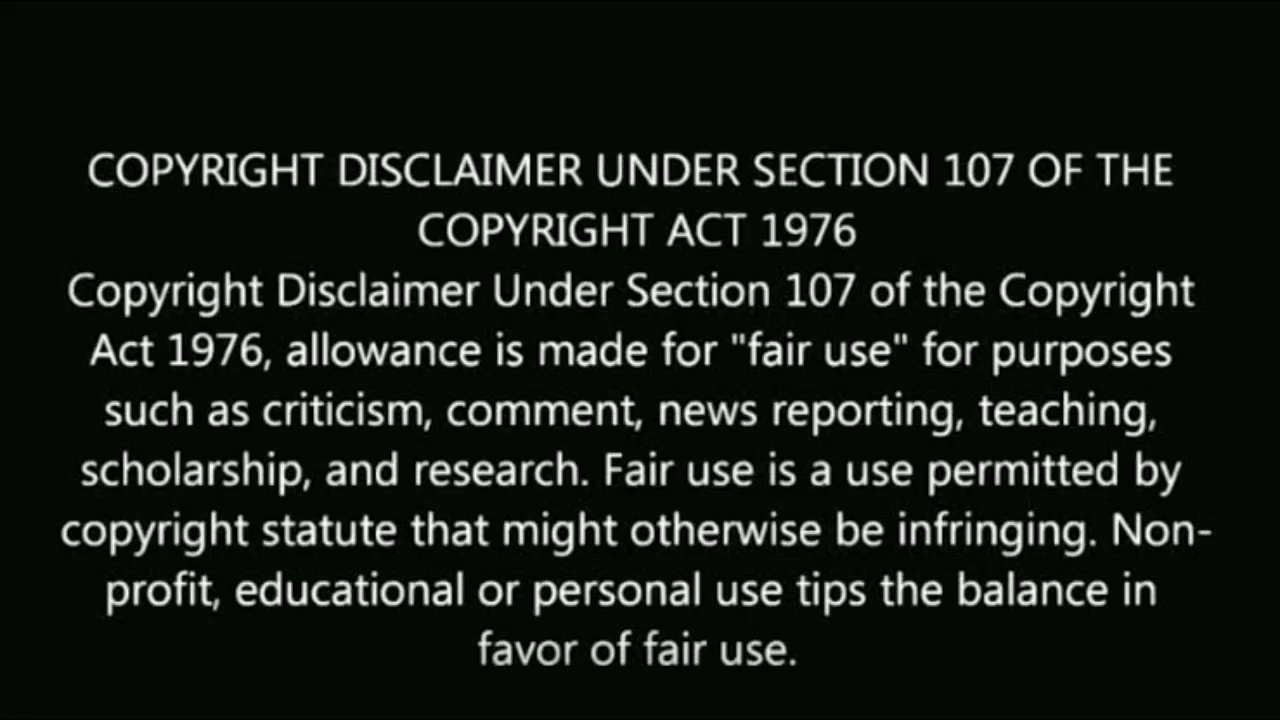 COPYRIGHT DISCLAIMER UNDER SECTION 107 OF THE
COPYRIGHT ACT 1976
Copyright Disclaimer Under Section 107 of the Copyright
Act 1976, allowance is made for "fair use" for purposes
such as criticism, comment, news reporting, teaching,
scholarship, and research. Fair use is a use permitted by
copyright statute that might otherwise be infringing. Non-
profit, educational or personal use tips the balance in
favor of fair use.